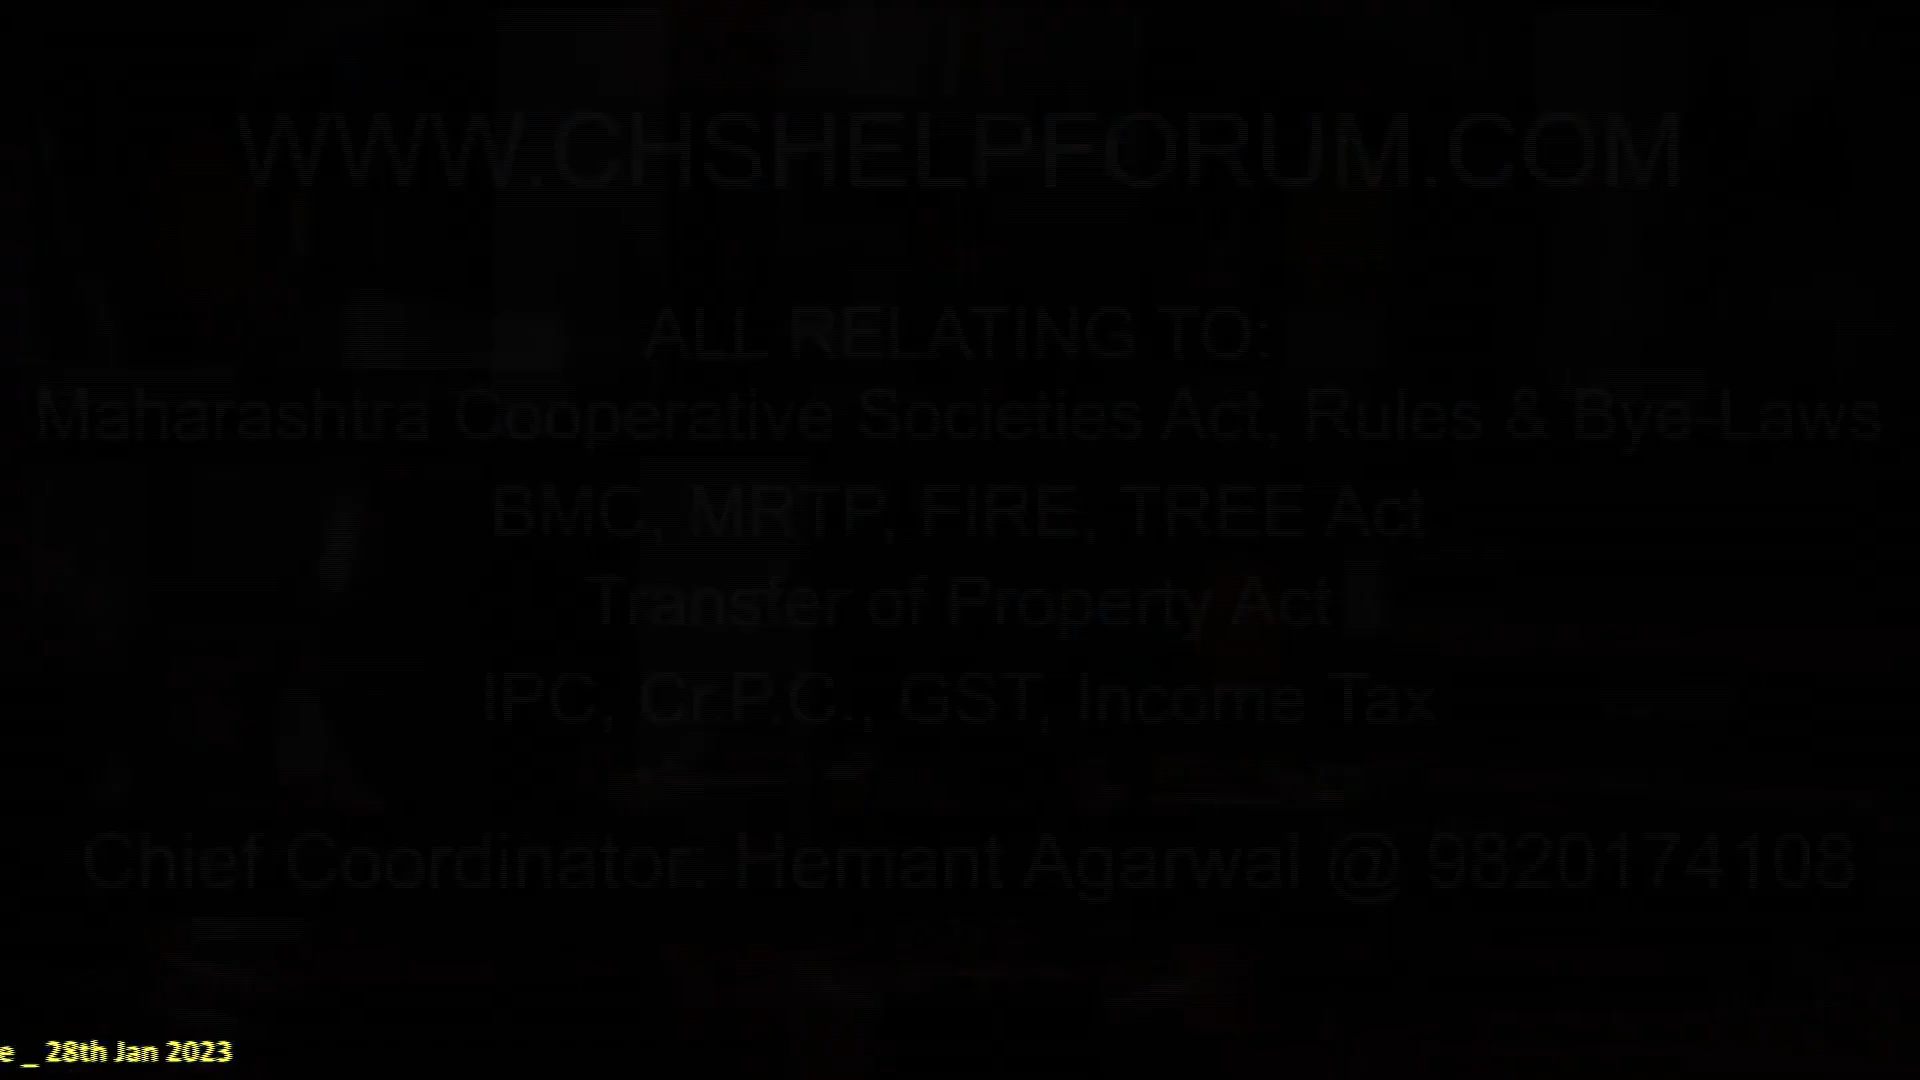 WWW.CHSHELPFORUM.COM
ALL RELATING TO:
Maharashtra Cooperative Societies Act, Rules & Bye-Laws
BMC, MRTP, FIRE, TREE Act
Transfer of Property Act
IPC, Cr.P.C., GST, Income Tax
Chief Coordinator: Hemant Agarwal @ 9820174108
e _ 28th Jan 2023